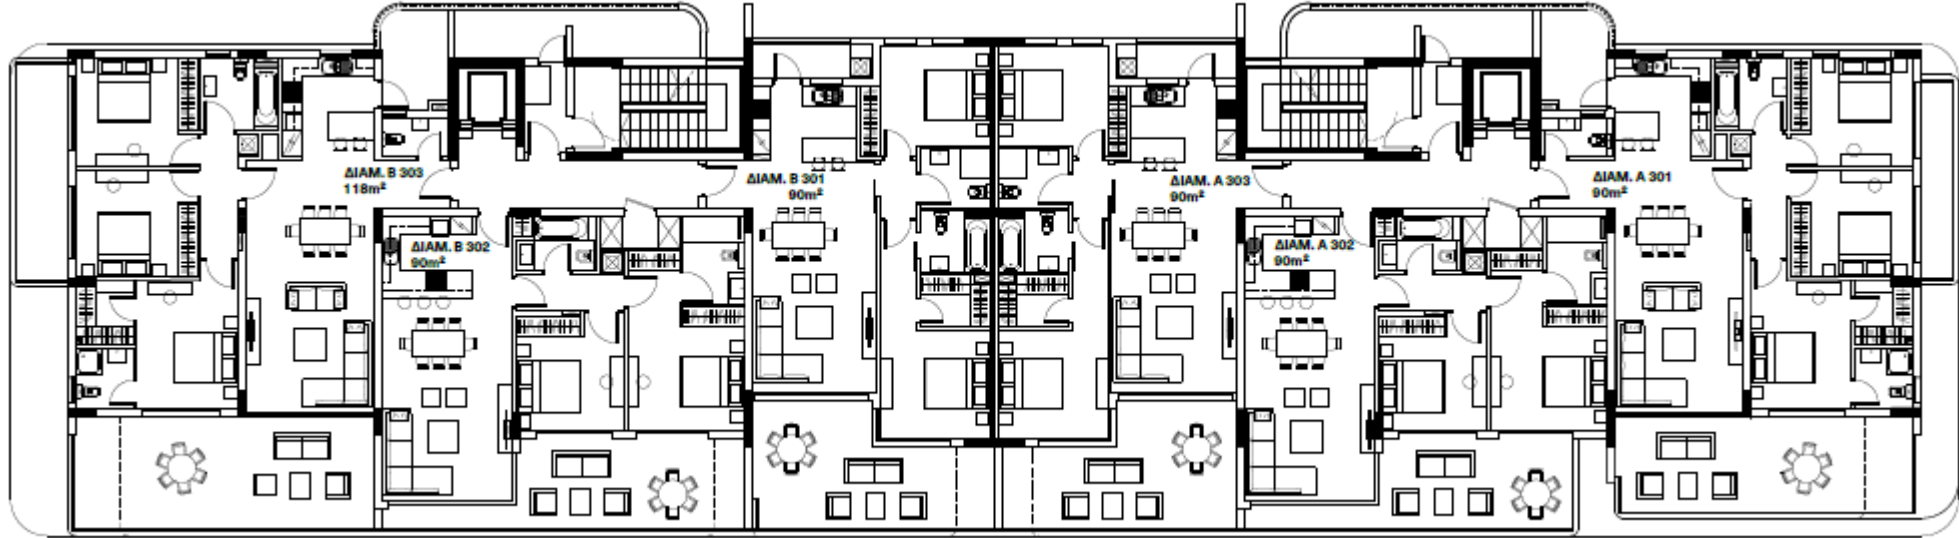 ΔΙΑΜ. Β 303
118m²
ΔΙΑΜ. Β 302
90m²
ΔΙΑΜ. Β 301
90m²
ΔΙΑΜ. Α 303
90m²
ΔΙΑΜ. Α 302
90m²
ΔΙΑΜ. Α 301
90m²